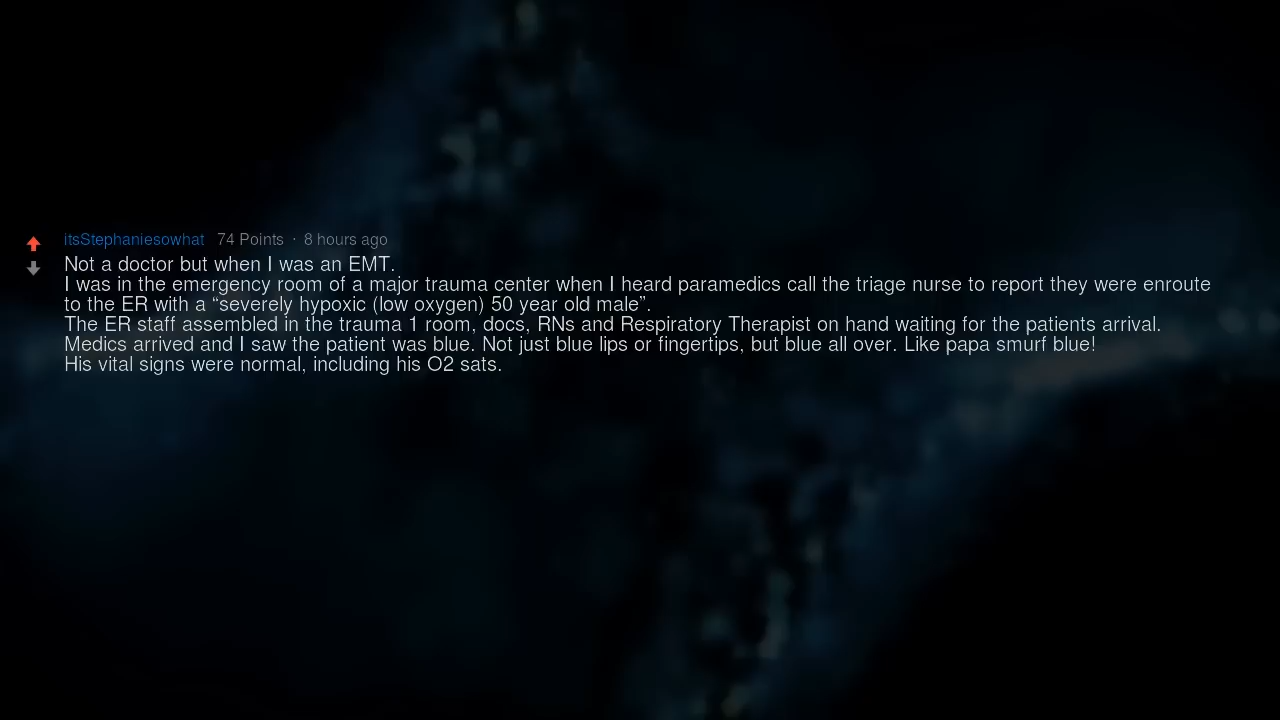 itsStephaniesowhat 74 Points · 8 hours ago
Not a doctor but when I was an EMT.
I was in the emergency room of a major trauma center when I heard paramedics call the triage nurse to report they were enroute
to the ER with a “severely hypoxic (low oxygen) 50 year old male”.
The ER staff assembled in the trauma 1 room, docs, RNs and Respiratory Therapist on hand waiting for the patients arrival.
Medics arrived and I saw the patient was blue. Not just blue lips or fingertips, but blue all over. Like papa smurf blue!
His vital signs were normal, including his O2 sats.